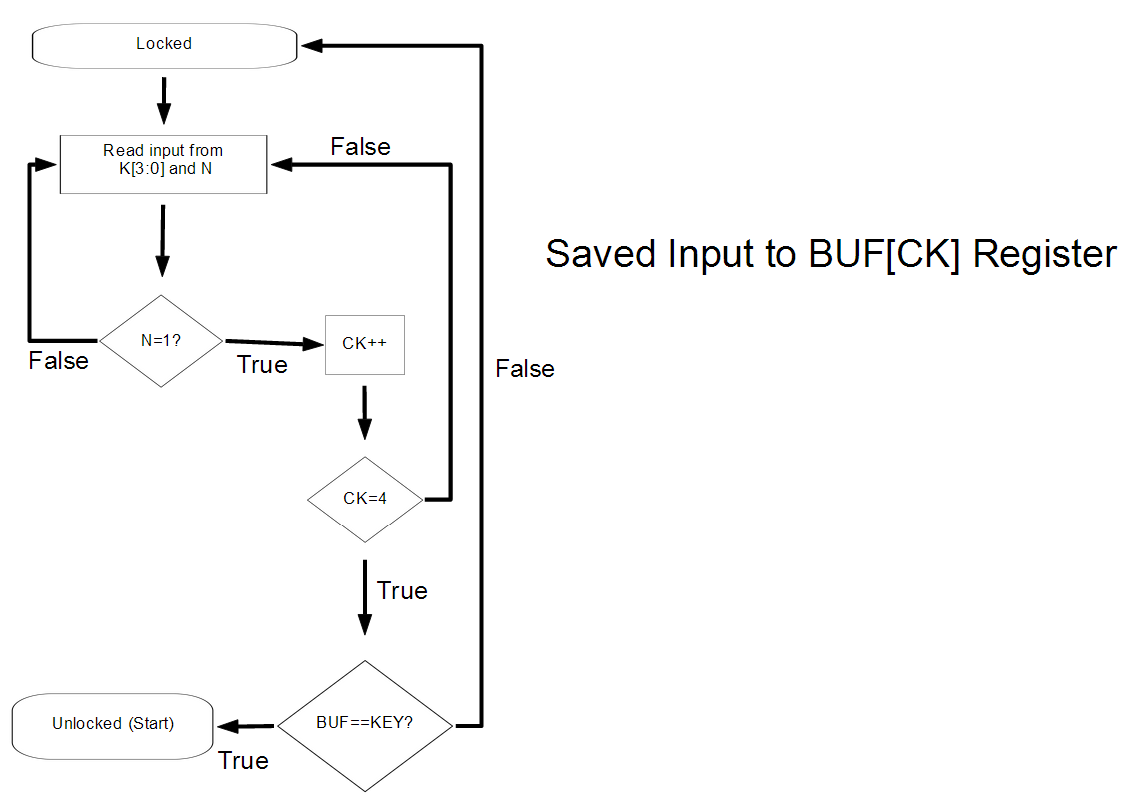 Locked
Read input from
K[3:0] and N
False
Saved Input to BUF[CK] Register
N=1?
CK++
False
True
False
CK=4
True
Unlocked (Start)
BUF==KEY?
True